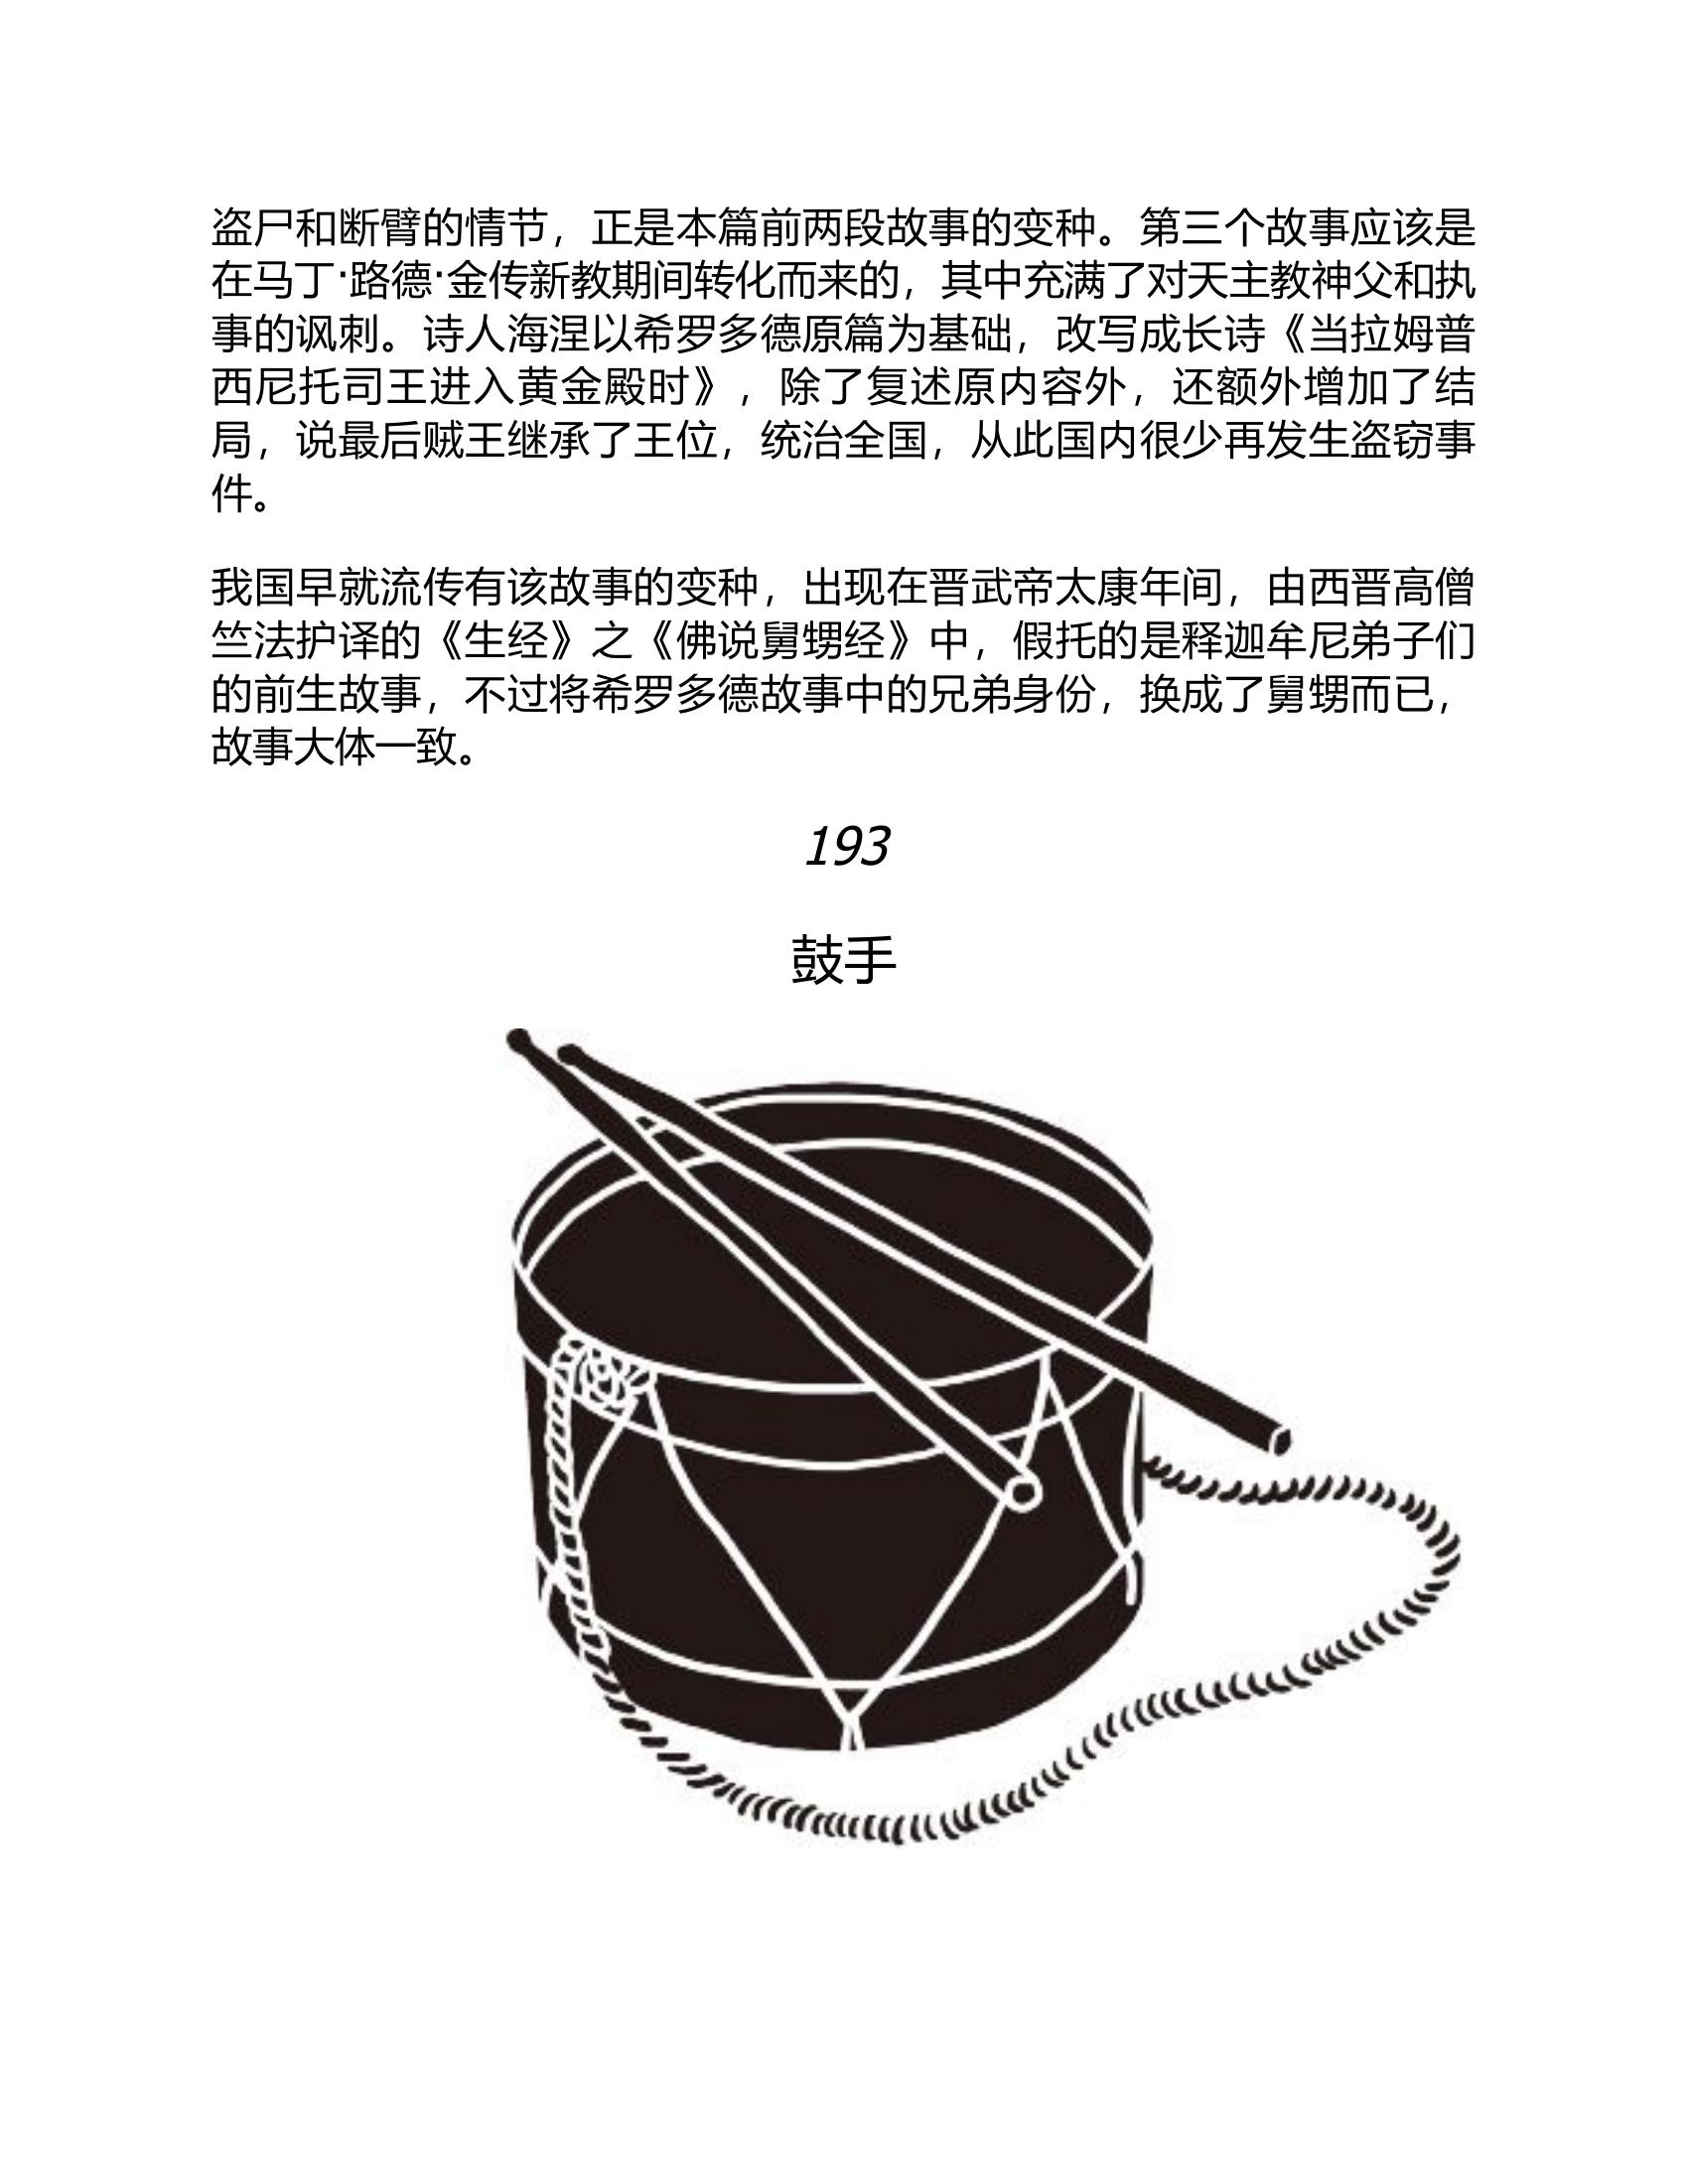 盗尸和断臂的情节，正是本篇前两段故事的变种。第三个故事应该是
在马丁·路德·金传新教期间转化而来的，其中充满了对天主教神父和执
事的讽刺。诗人海涅以希罗多德原篇为基础，改写成长诗《当拉姆普
西尼托司王进入黄金殿时》，除了复述原内容外，还额外增加了结
局，说最后贼王继承了王位，统治全国，从此国内很少再发生盗窃事
件。
我国早就流传有该故事的变种，出现在晋武帝太康年间，由西晋高僧
竺法护译的《生经》之《佛说舅甥经》中，假托的是释迦牟尼弟子们
的前生故事，不过将希罗多德故事中的兄弟身份，换成了舅甥而已，
故事大体一致。
193
鼓手